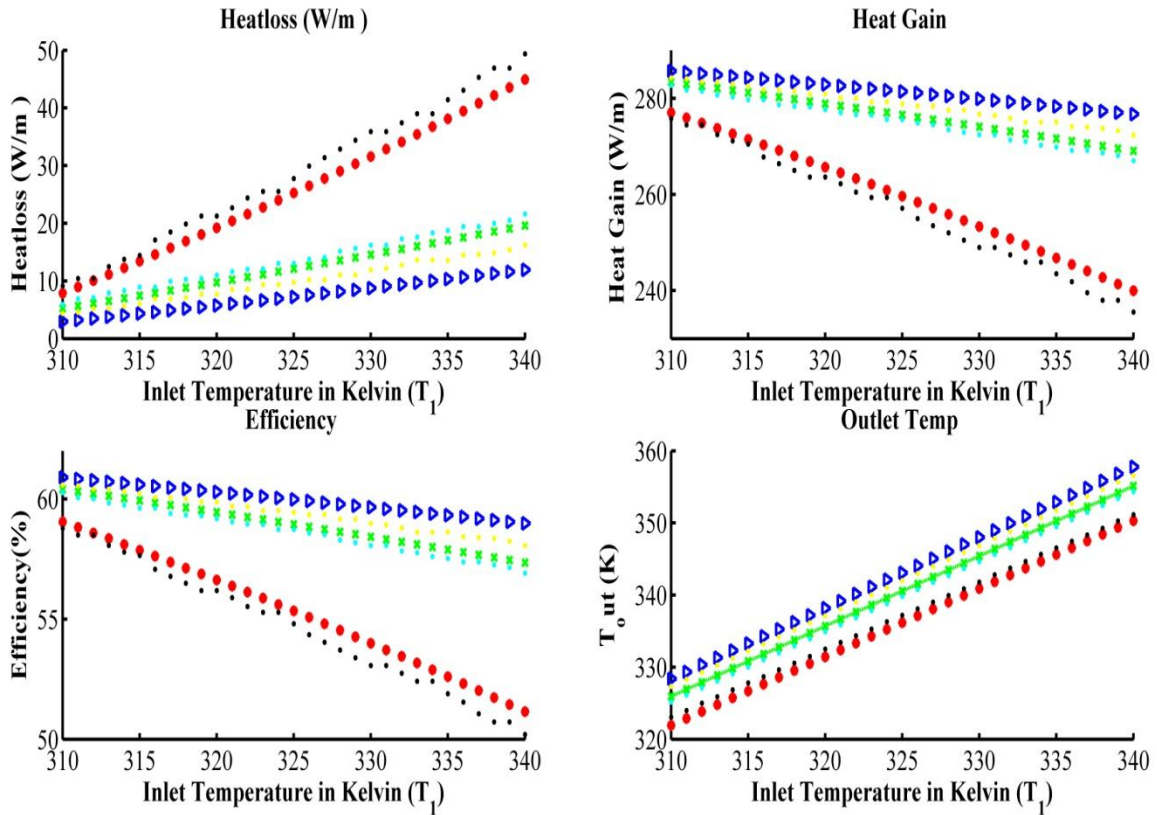 Heatloss (W/m )
Heatloss (W/m)
50
40
30
20
10
0
310 315 320 325 330 335 340
Inlet Temperature in Kelvin (T1)
Heat Gain
Heat Gain (W/m)
280
260
240
310 315 320 325 330 335 340
Inlet Temperature in Kelvin (T1)
Efficiency
Efficiency(%)
60
55
50
310 315 320 325 330 335 340
Inlet Temperature in Kelvin (T1)
Outlet Temp
To ut (K)
360
350
340
330
320
310 315 320 325 330 335 340
Inlet Temperature in Kelvin (T1)